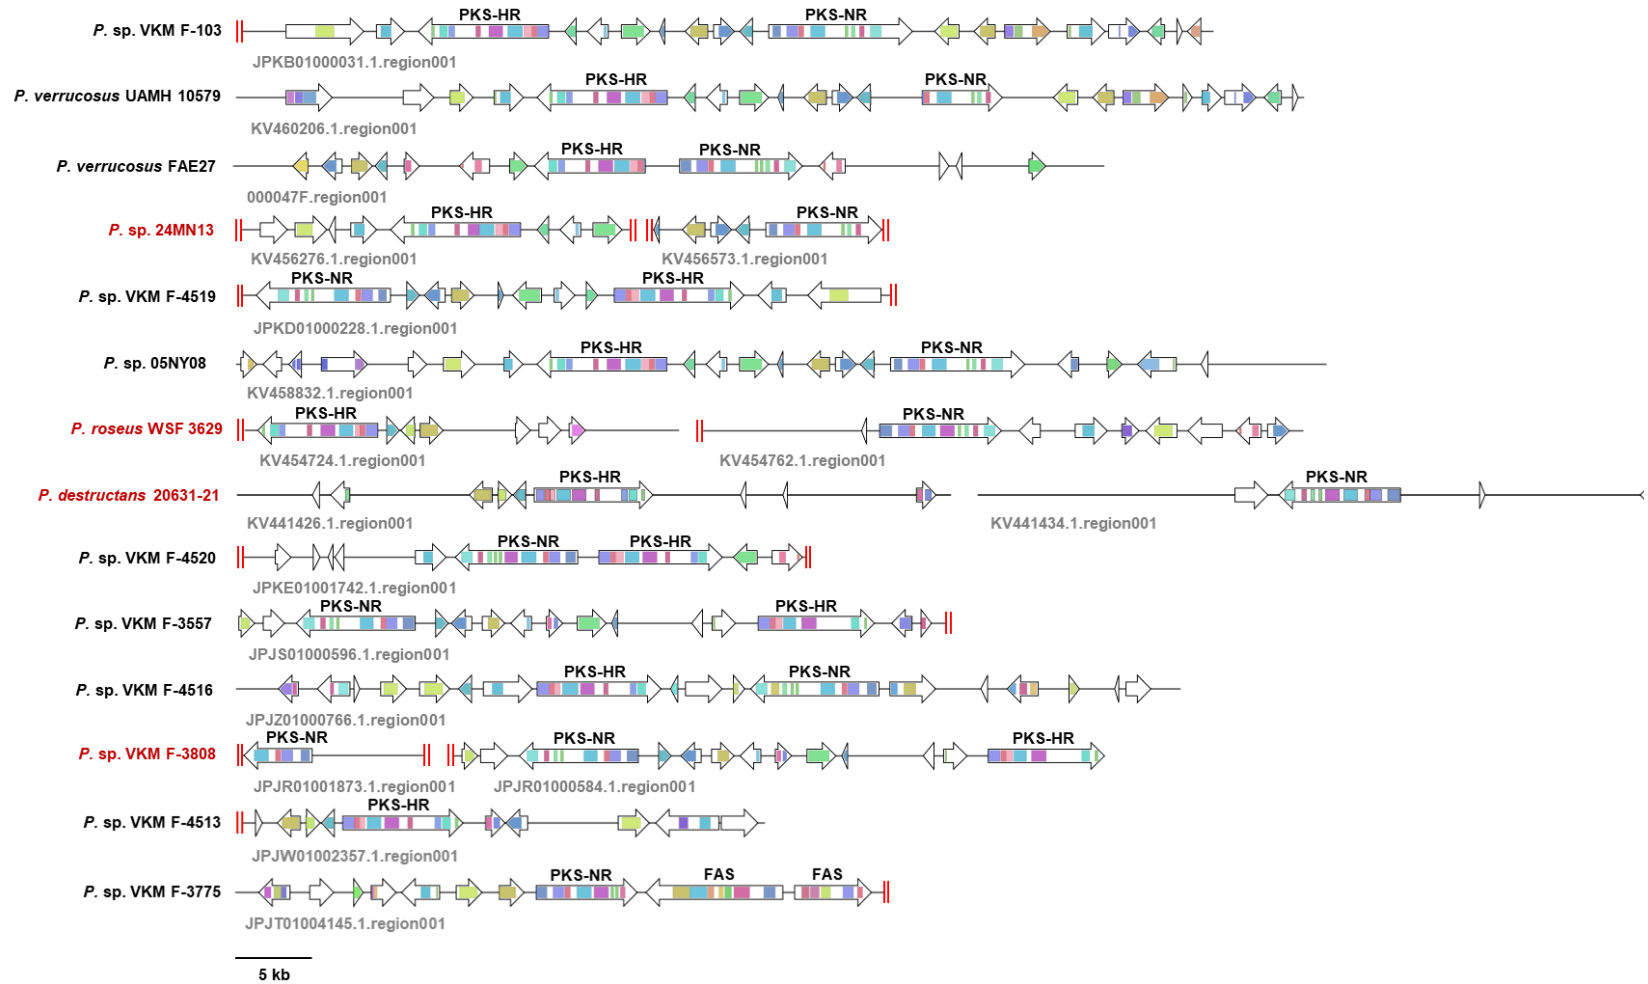 PKS-HR PKS-NR
P. sp. VKM F-103
JPKB01000031.1.region001
PKS-HR PKS-NR
P. verrucosus UAMH 10579
KV460206.1.region001
PKS-HR PKS-NR
P. verrucosus FAE27
000047F.region001
PKS-HR PKS-NR
P. sp. 24MN13
KV456276.1.region001 KV456573.1.region001
PKS-NR PKS-HR
P. sp. VKM F-4519
JPKD01000228.1.region001
PKS-HR PKS-NR
P. sp. 05NY08
KV458832.1.region001
PKS-HR PKS-NR
P. roseus WSF 3629
KV454724.1.region001 KV454762.1.region001
PKS-HR PKS-NR
P. destructans 20631-21
KV441426.1.region001 KV441434.1.region001
PKS-NR PKS-HR
P. sp. VKM F-4520
JPKE01001742.1.region001
PKS-NR PKS-HR
P. sp. VKM F-3557
JPJS01000596.1.region001
PKS-HR PKS-NR
P. sp. VKM F-4516
JPJZ01000766.1.region001
PKS-NR PKS-NR PKS-HR
P. sp. VKM F-3808
JPJR01001873.1.region001 JPJR01000584.1.region001
PKS-HR
P. sp. VKM F-4513
JPJW01002357.1.region001
PKS-NR FAS FAS
P. sp. VKM F-3775
JPJT01004145.1.region001
5 kb